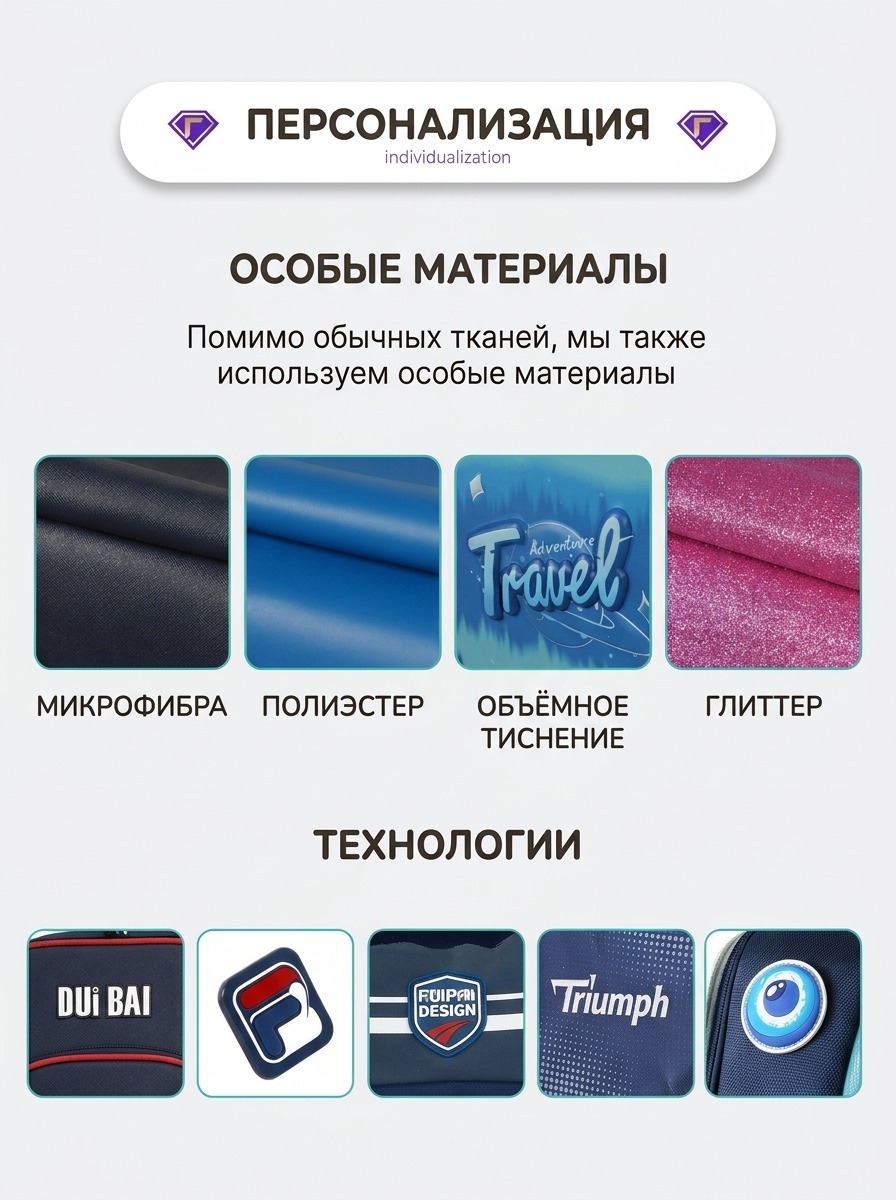 ПЕРСОНАЛИЗАЦИЯ
individualization
ОСОБЫЕ МАТЕРИАЛЫ
Помимо обычных тканей, мы также
используем особые материалы
Adventure
Travel
МИКРОФИБРА
ПОЛИЭСТЕР
ОБЪЁМНОЕ
ТИСНЕНИЕ
ГЛИТТЕР
ТЕХНОЛОГИИ
DUi BAI
DESIGN
Triumph